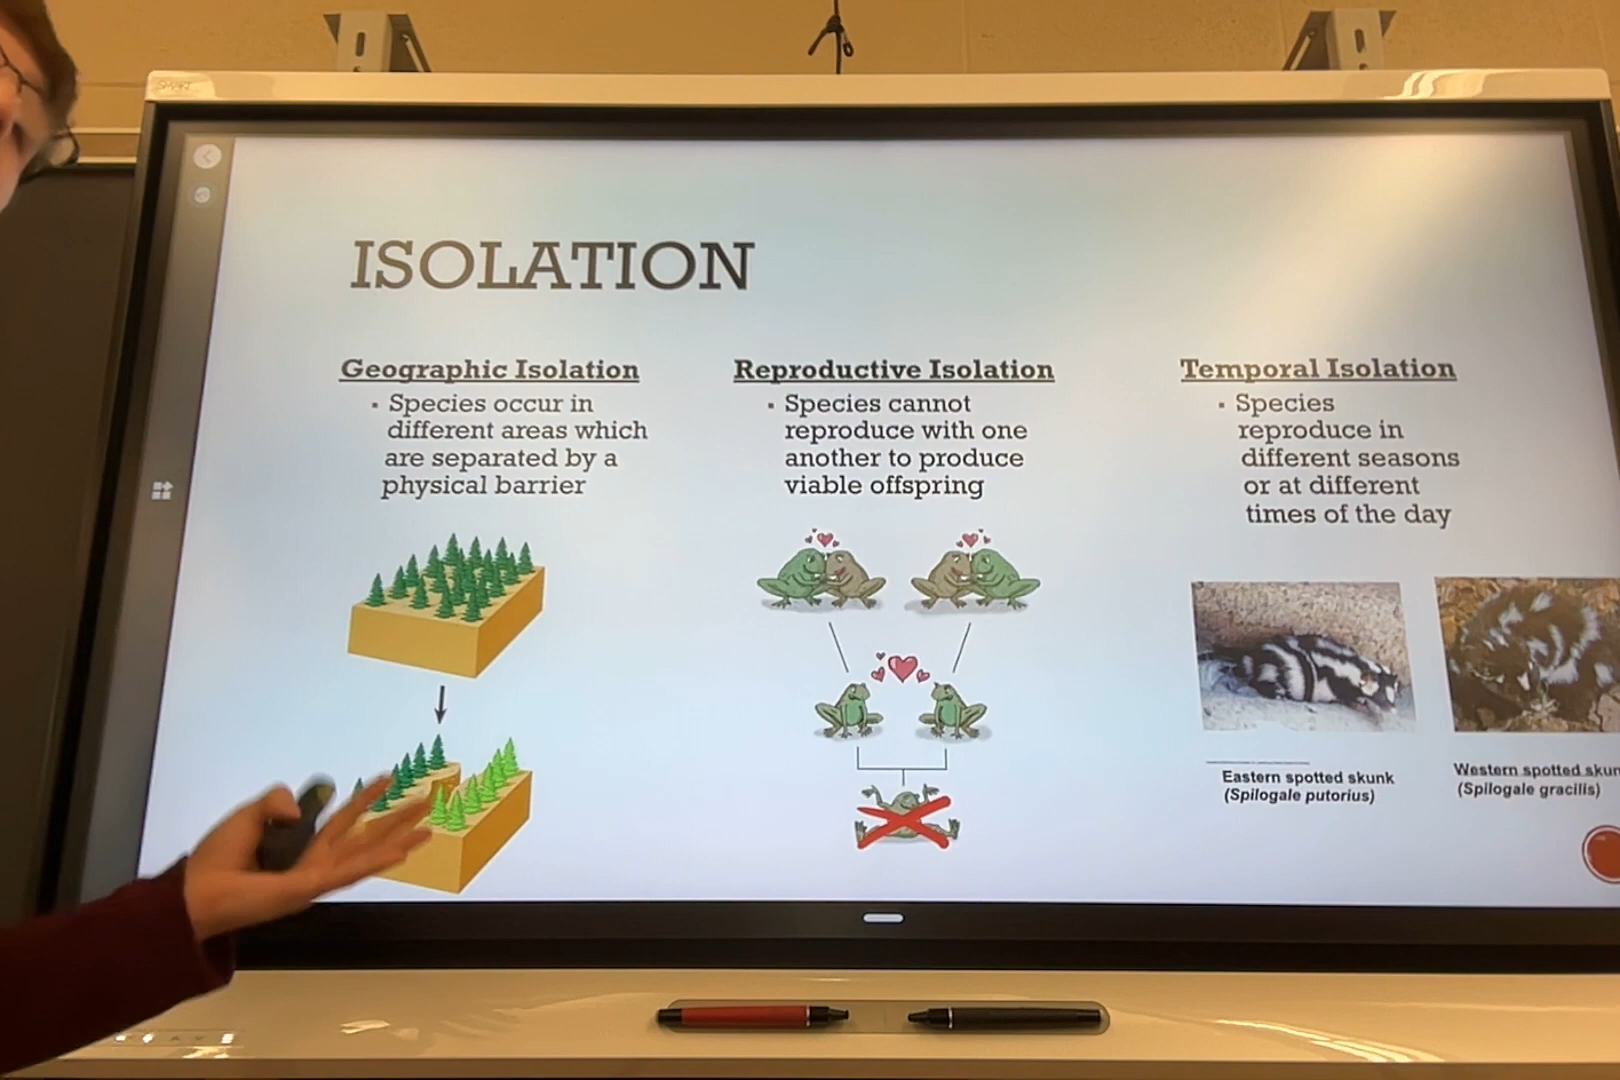 SMART
ISOLATION
Geographic Isolation
▪ Species occur in
different areas which
are separated by a
physical barrier
Reproductive Isolation
▪ Species cannot
reproduce with one
another to produce
viable offspring
Temporal Isolation
▪ Species
reproduce in
different seasons
or at different
times of the day
Eastern spotted skunk
(Spilogale putorius)
Western spotted skun
(Spilogale gracilis)